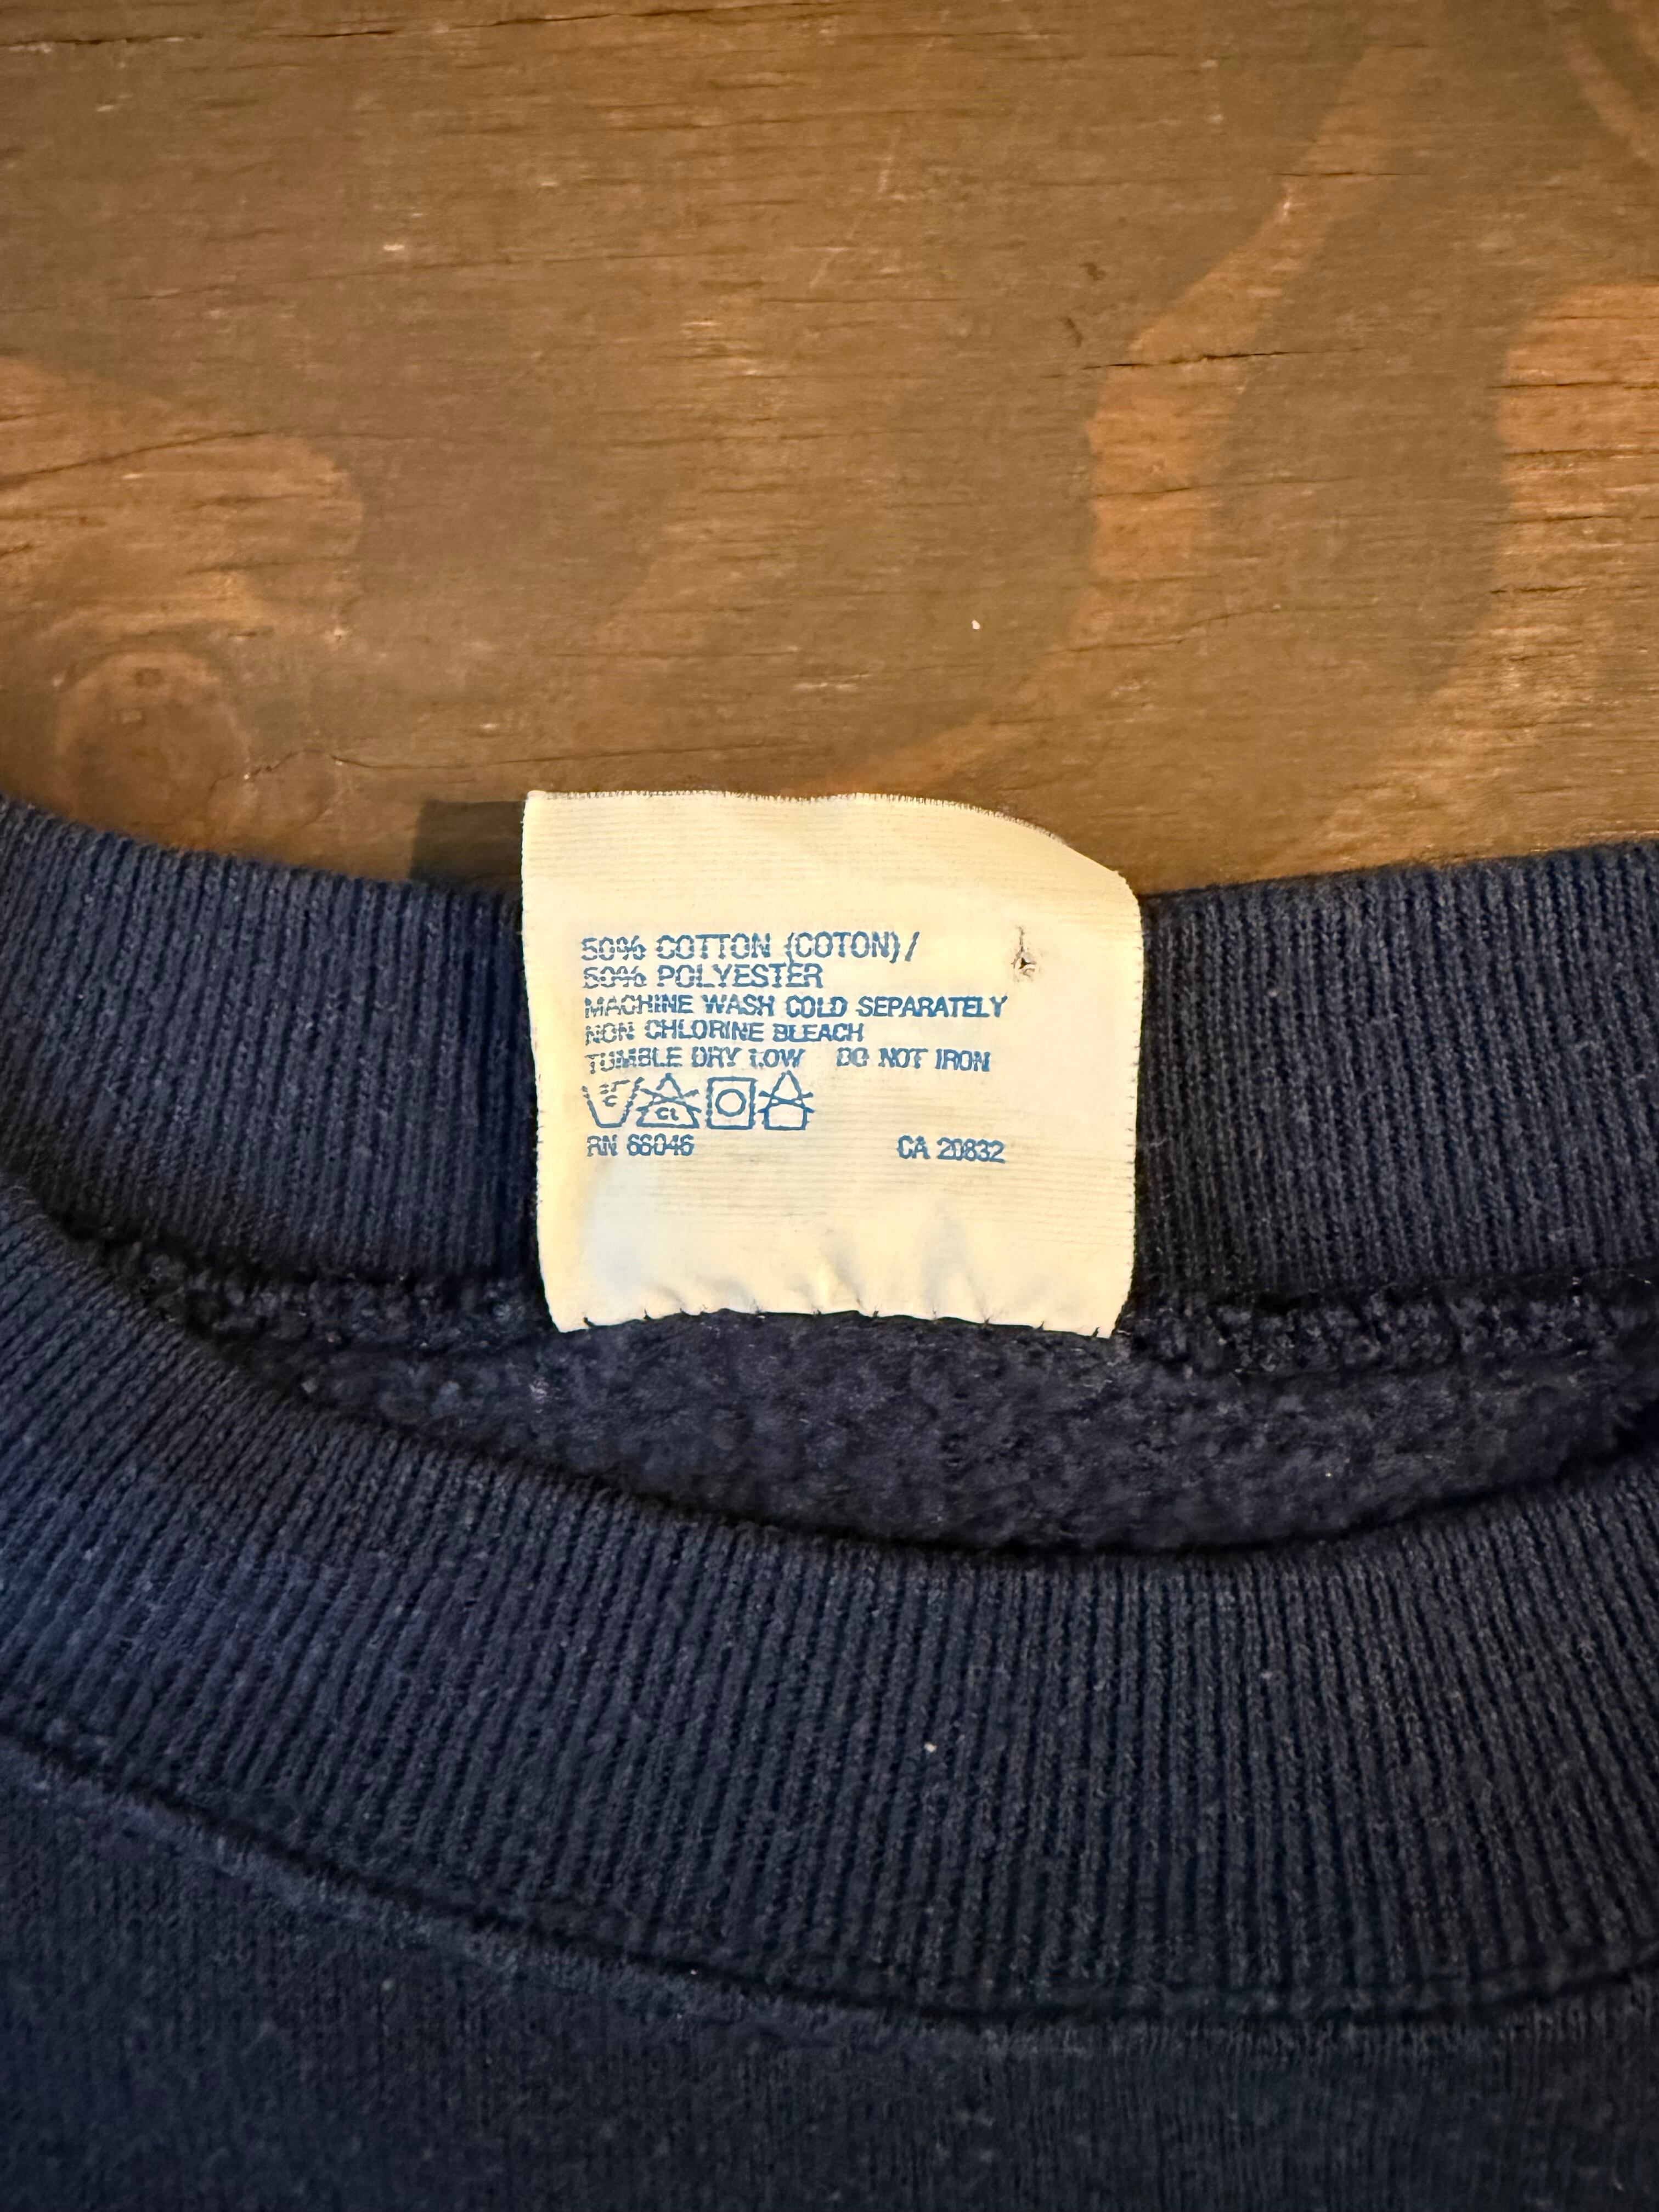 50% COTTON (COTON)/
50% POLYESTER
MACHINE WASH COLD SEPARATELY
NON CHLORINE BLEACH
TUMBLE DRY LOW DO NOT IRON
CL
RN 66046 CA 20832